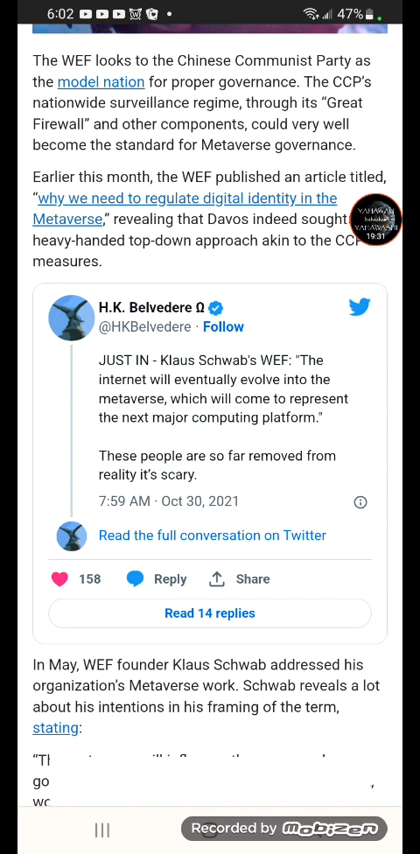 6:02
47%
The WEF looks to the Chinese Communist Party as
the model nation for proper governance. The CCP's
nationwide surveillance regime, through its "Great
Firewall" and other components, could very well
become the standard for Metaverse governance.
Earlier this month, the WEF published an article titled,
"why we need to regulate digital identity in the
Metaverse," revealing that Davos indeed sought
heavy-handed top-down approach akin to the CCP
measures.
YAHAWAH
YAHAWASHI
19:31
H.K. Belvedere Ω
@HKBelvedere · Follow
JUST IN - Klaus Schwab's WEF: "The
internet will eventually evolve into the
metaverse, which will come to represent
the next major computing platform."
These people are so far removed from
reality it's scary.
7:59 AM · Oct 30, 2021
Read the full conversation on Twitter
158 Reply Share
Read 14 replies
In May, WEF founder Klaus Schwab addressed his
organization's Metaverse work. Schwab reveals a lot
about his intentions in his framing of the term,
stating:
Recorded by mobizen